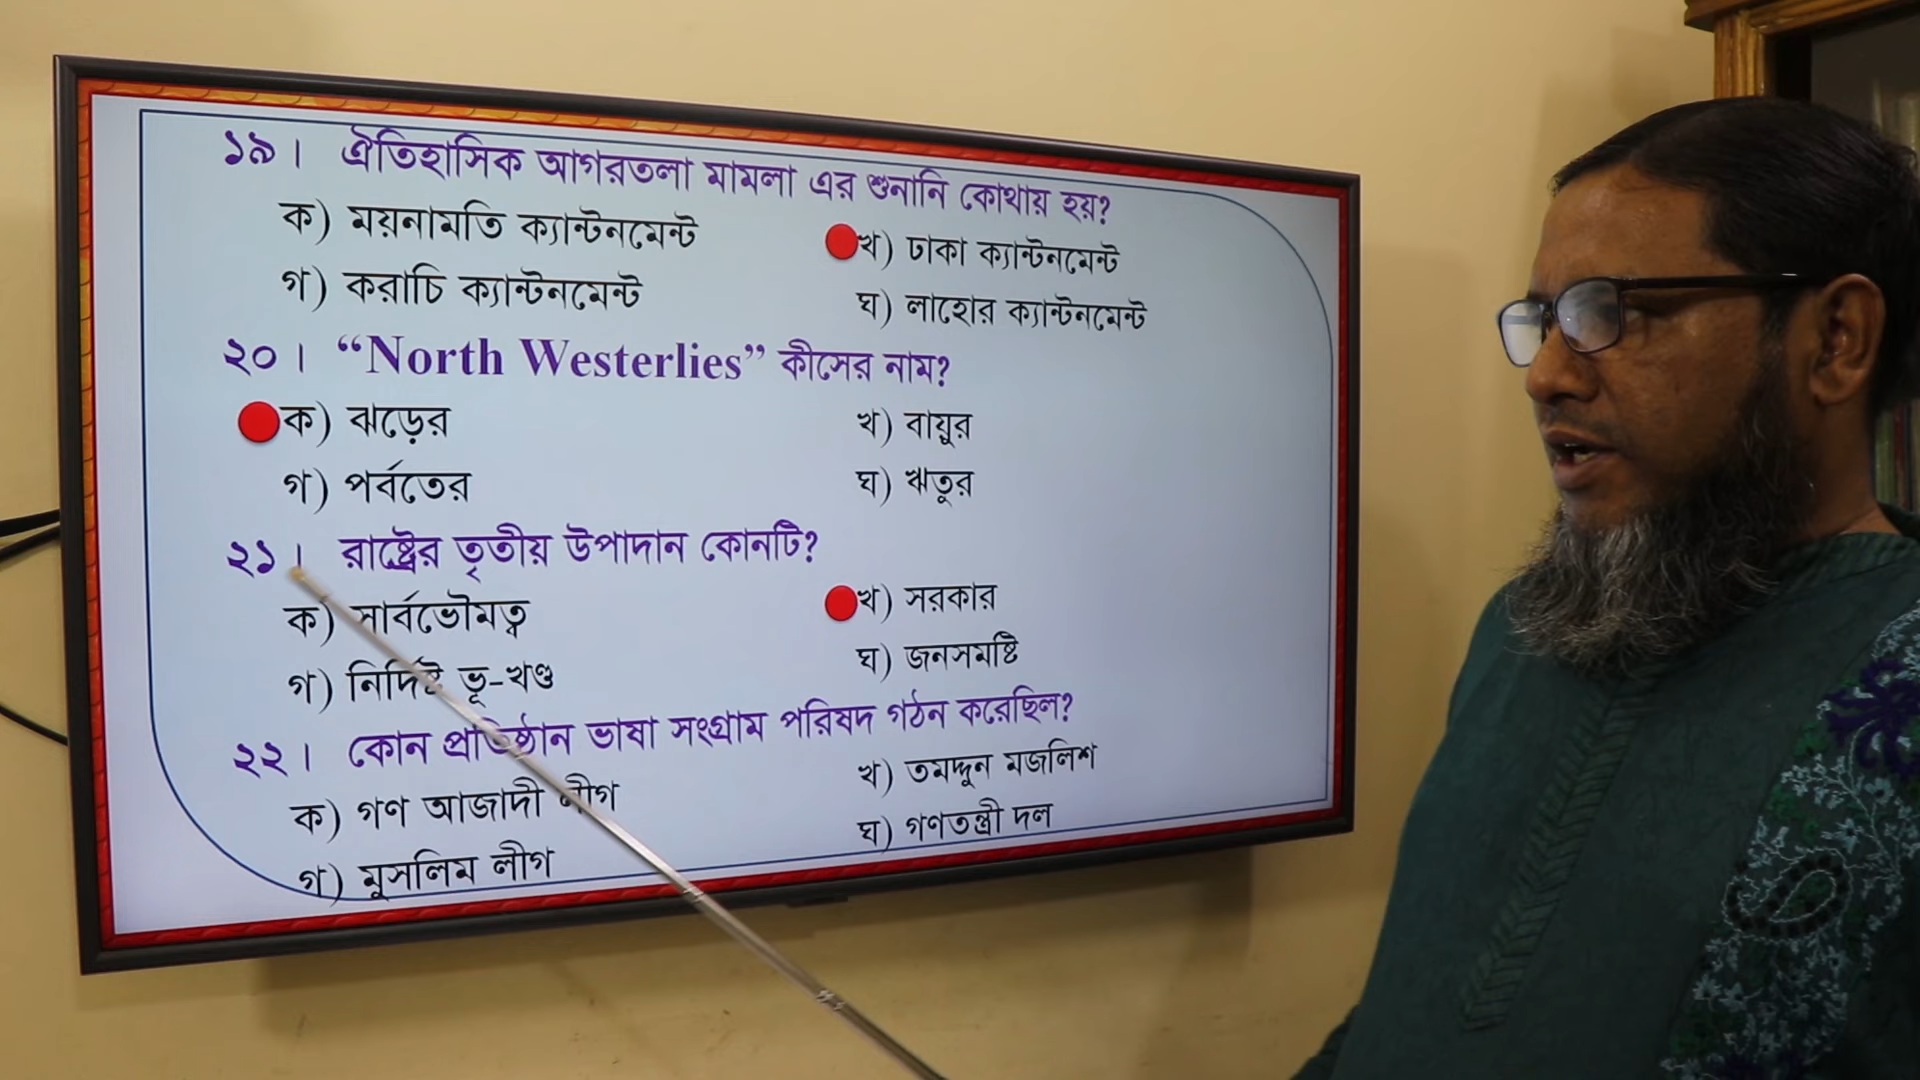 ১৯। ঐতিহাসিক আগরতলা মামলা এর শুনানি কোথায় হয়?
ক) ময়নামতি ক্যান্টনমেন্ট খ) ঢাকা ক্যান্টনমেন্ট
গ) করাচি ক্যান্টনমেন্ট ঘ) লাহোর ক্যান্টনমেন্ট
২০। “North Westerlies” কীসের নাম?
ক) ঝড়ের খ) বায়ুর
গ) পর্বতের ঘ) ঋতুর
২১। রাষ্ট্রের তৃতীয় উপাদান কোনটি?
ক) সার্বভৌমত্ব খ) সরকার
গ) নির্দিষ্ট ভূ-খণ্ড ঘ) জনসমষ্টি
২২। কোন প্রতিষ্ঠান ভাষা সংগ্রাম পরিষদ গঠন করেছিল?
ক) গণ আজাদী লীগ খ) তমদ্দুন মজলিশ
গ) মুসলিম লীগ ঘ) গণতন্ত্রী দল